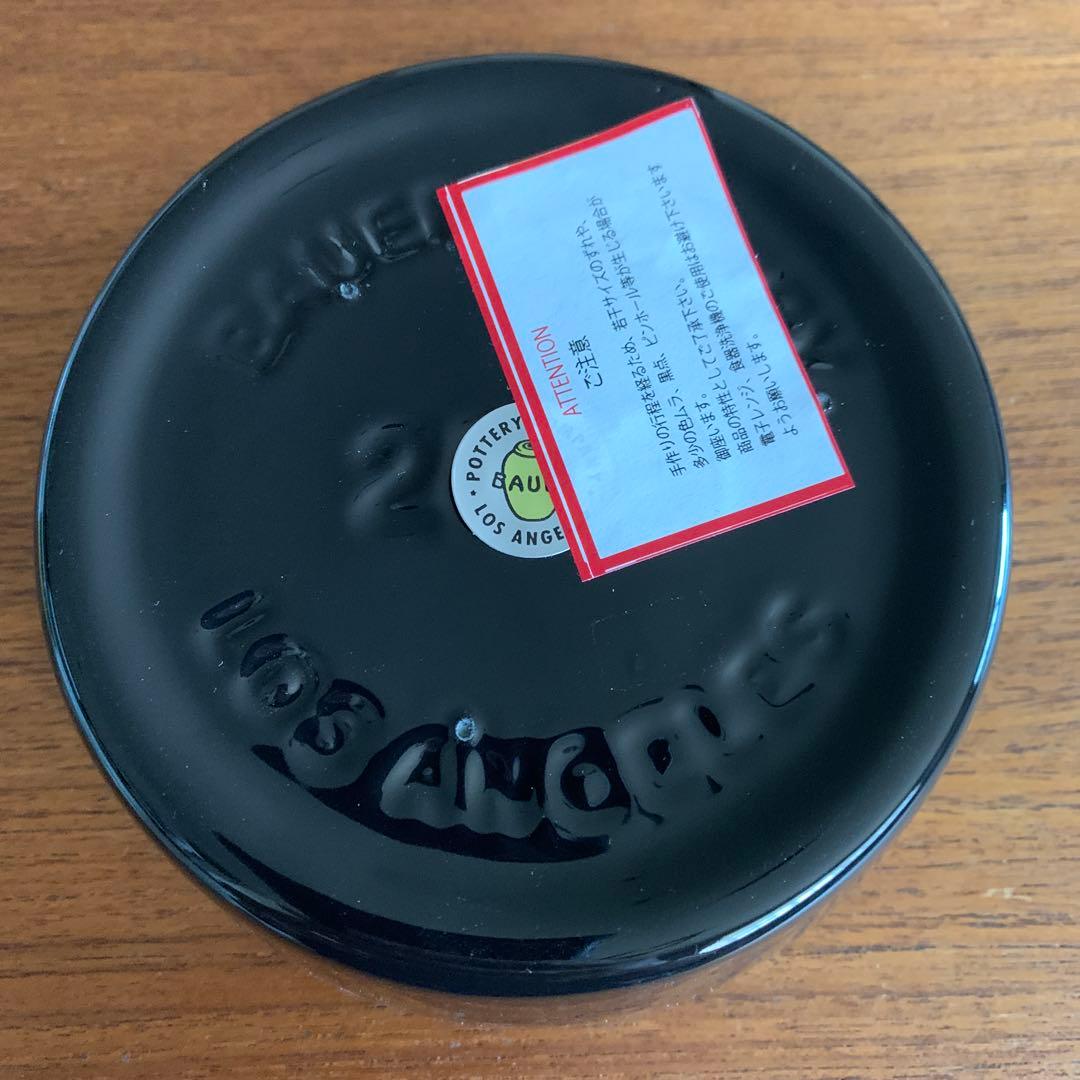 BAUE
2
POTTERY
BAU
LOS ANGE
LOS ANGELES
ATTENTION
ご注意
手作りの行程を経るため、若干サイズのずれや、
多少の色ムラ、黒点、ピンホール等が生じる場合が
御座います。
商品の特性としてご了承下さい。
電子レンジ、食器洗浄機のご使用はお避け下さいます
ようお願いします。